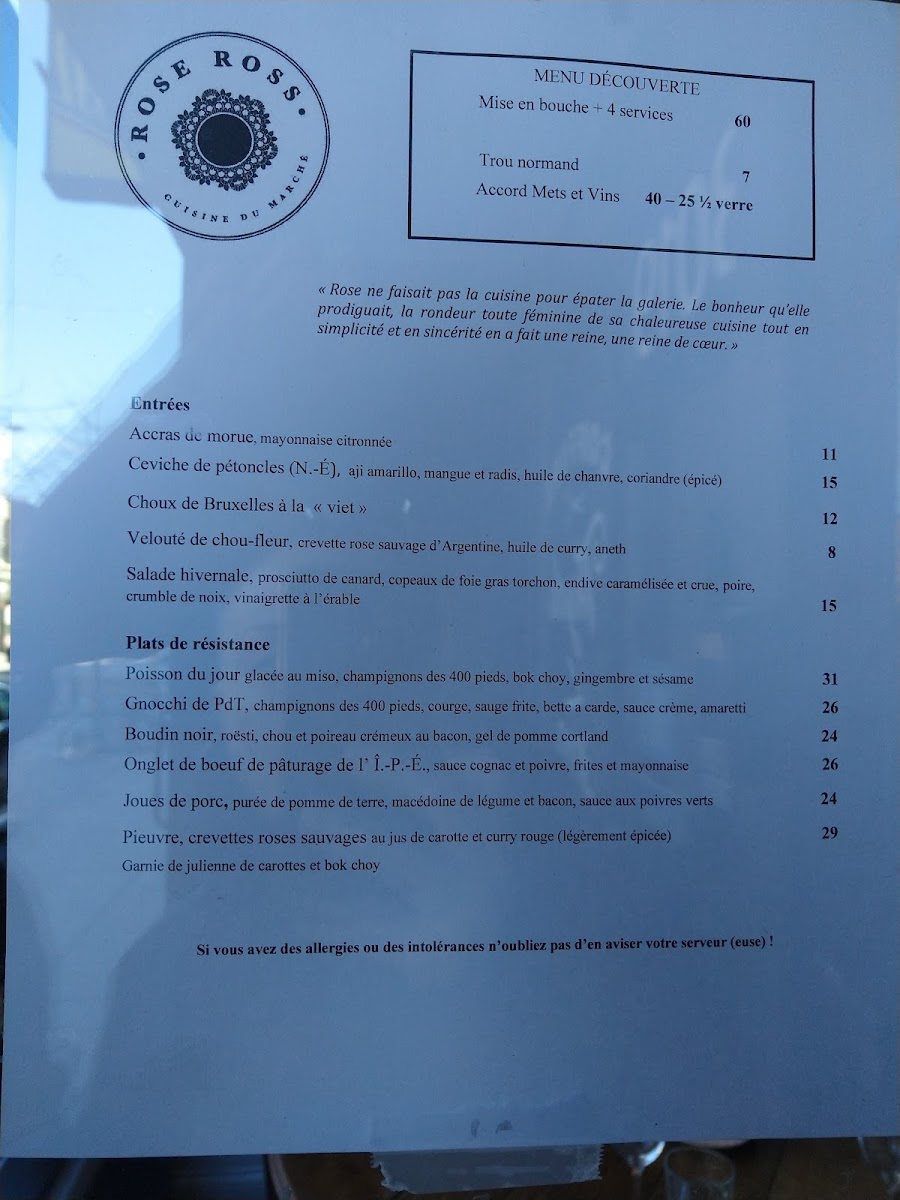 • ROSE ROSS •
CUISINE DU MARCHÉ
MENU DÉCOUVERTE
Mise en bouche + 4 services 60
Trou normand 7
Accord Mets et Vins 40 – 25 ½ verre
« Rose ne faisait pas la cuisine pour épater la galerie. Le bonheur qu'elle
prodiguait, la rondeur toute féminine de sa chaleureuse cuisine tout en
simplicité et en sincérité en a fait une reine, une reine de cœur. »
Entrées
Accras de morue, mayonnaise citronnée 11
Ceviche de pétoncles (N.-É), aji amarillo, mangue et radis, huile de chanvre, coriandre (épicé) 15
Choux de Bruxelles à la « viet » 12
Velouté de chou-fleur, crevette rose sauvage d'Argentine, huile de curry, aneth 8
Salade hivernale, prosciutto de canard, copeaux de foie gras torchon, endive caramélisée et crue, poire,
crumble de noix, vinaigrette à l'érable 15
Plats de résistance
Poisson du jour glacée au miso, champignons des 400 pieds, bok choy, gingembre et sésame 31
Gnocchi de PdT, champignons des 400 pieds, courge, sauge frite, bette a carde, sauce crème, amaretti 26
Boudin noir, roësti, chou et poireau crémeux au bacon, gel de pomme cortland 24
Onglet de boeuf de pâturage de l' Î.-P.-É., sauce cognac et poivre, frites et mayonnaise 26
Joues de porc, purée de pomme de terre, macédoine de légume et bacon, sauce aux poivres verts 24
Pieuvre, crevettes roses sauvages au jus de carotte et curry rouge (légèrement épicée) 29
Garnie de julienne de carottes et bok choy
Si vous avez des allergies ou des intolérances n'oubliez pas d'en aviser votre serveur (euse) !